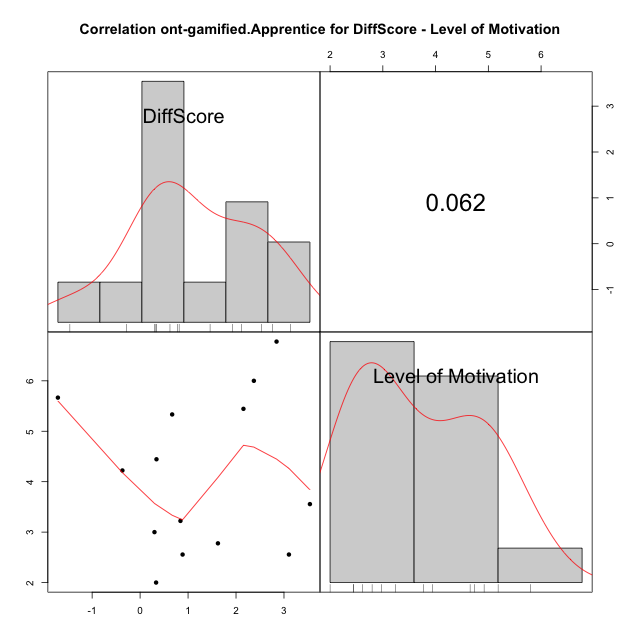 Correlation ont-gamified.Apprentice for DiffScore - Level of Motivation
2 3 4 5 6
DiffScore
0.062
3
2
1
0
-1
Level of Motivation
6
5
4
3
2
-1 0 1 2 3